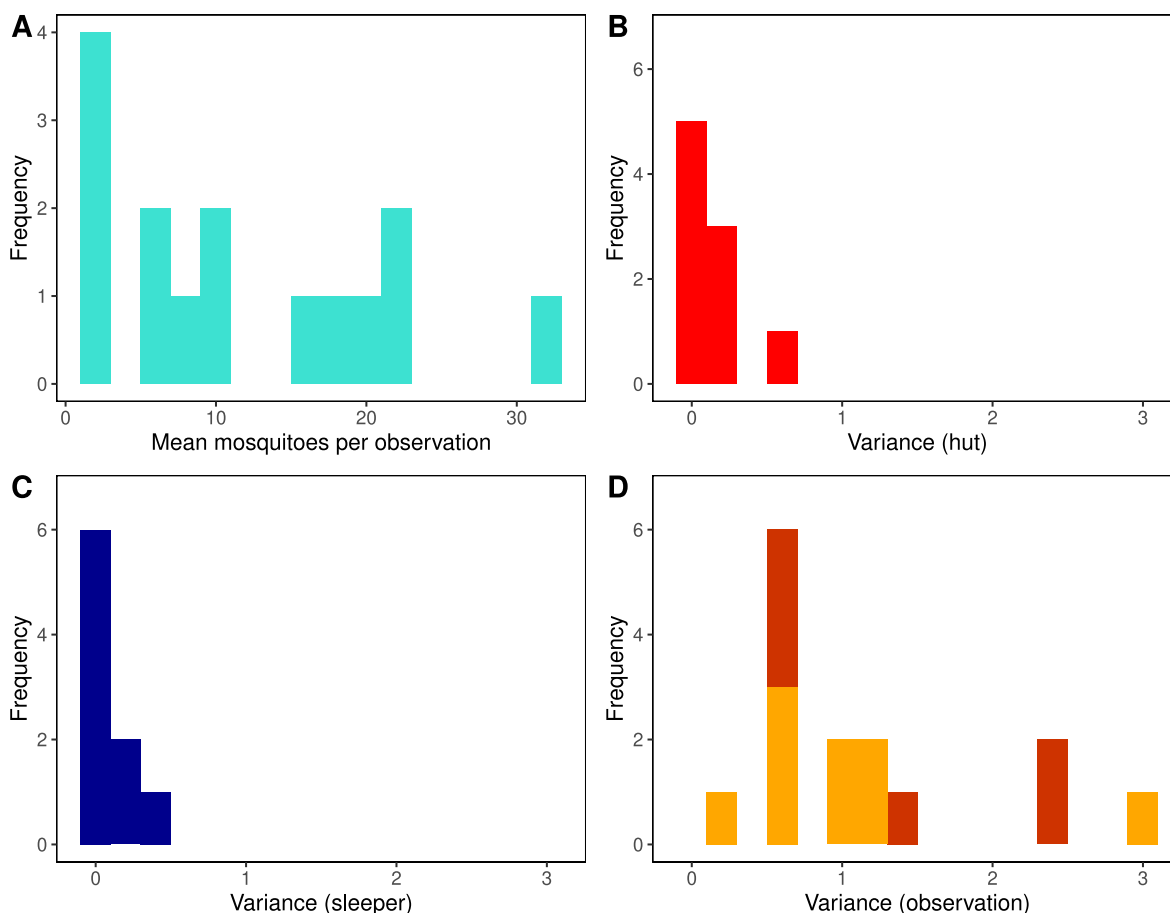 A
Frequency
4
3
2
1
0
0 10 20 30
Mean mosquitoes per observation
B
Frequency
6
4
2
0
0 1 2 3
Variance (hut)
C
Frequency
6
4
2
0
0 1 2 3
Variance (sleeper)
D
Frequency
6
4
2
0
0 1 2 3
Variance (observation)